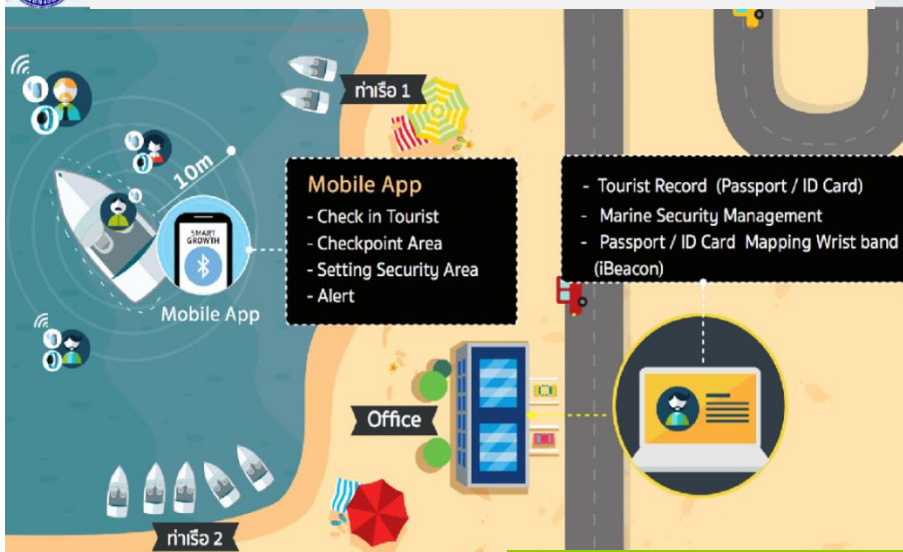 ท่าเรือ 1
10m
SMART
GROWTH
Mobile App
Mobile App
- Check in Tourist
- Checkpoint Area
- Setting Security Area
- Alert
- Tourist Record (Passport / ID Card)
- Marine Security Management
- Passport / ID Card Mapping Wrist band
(iBeacon)
Office
ท่าเรือ 2